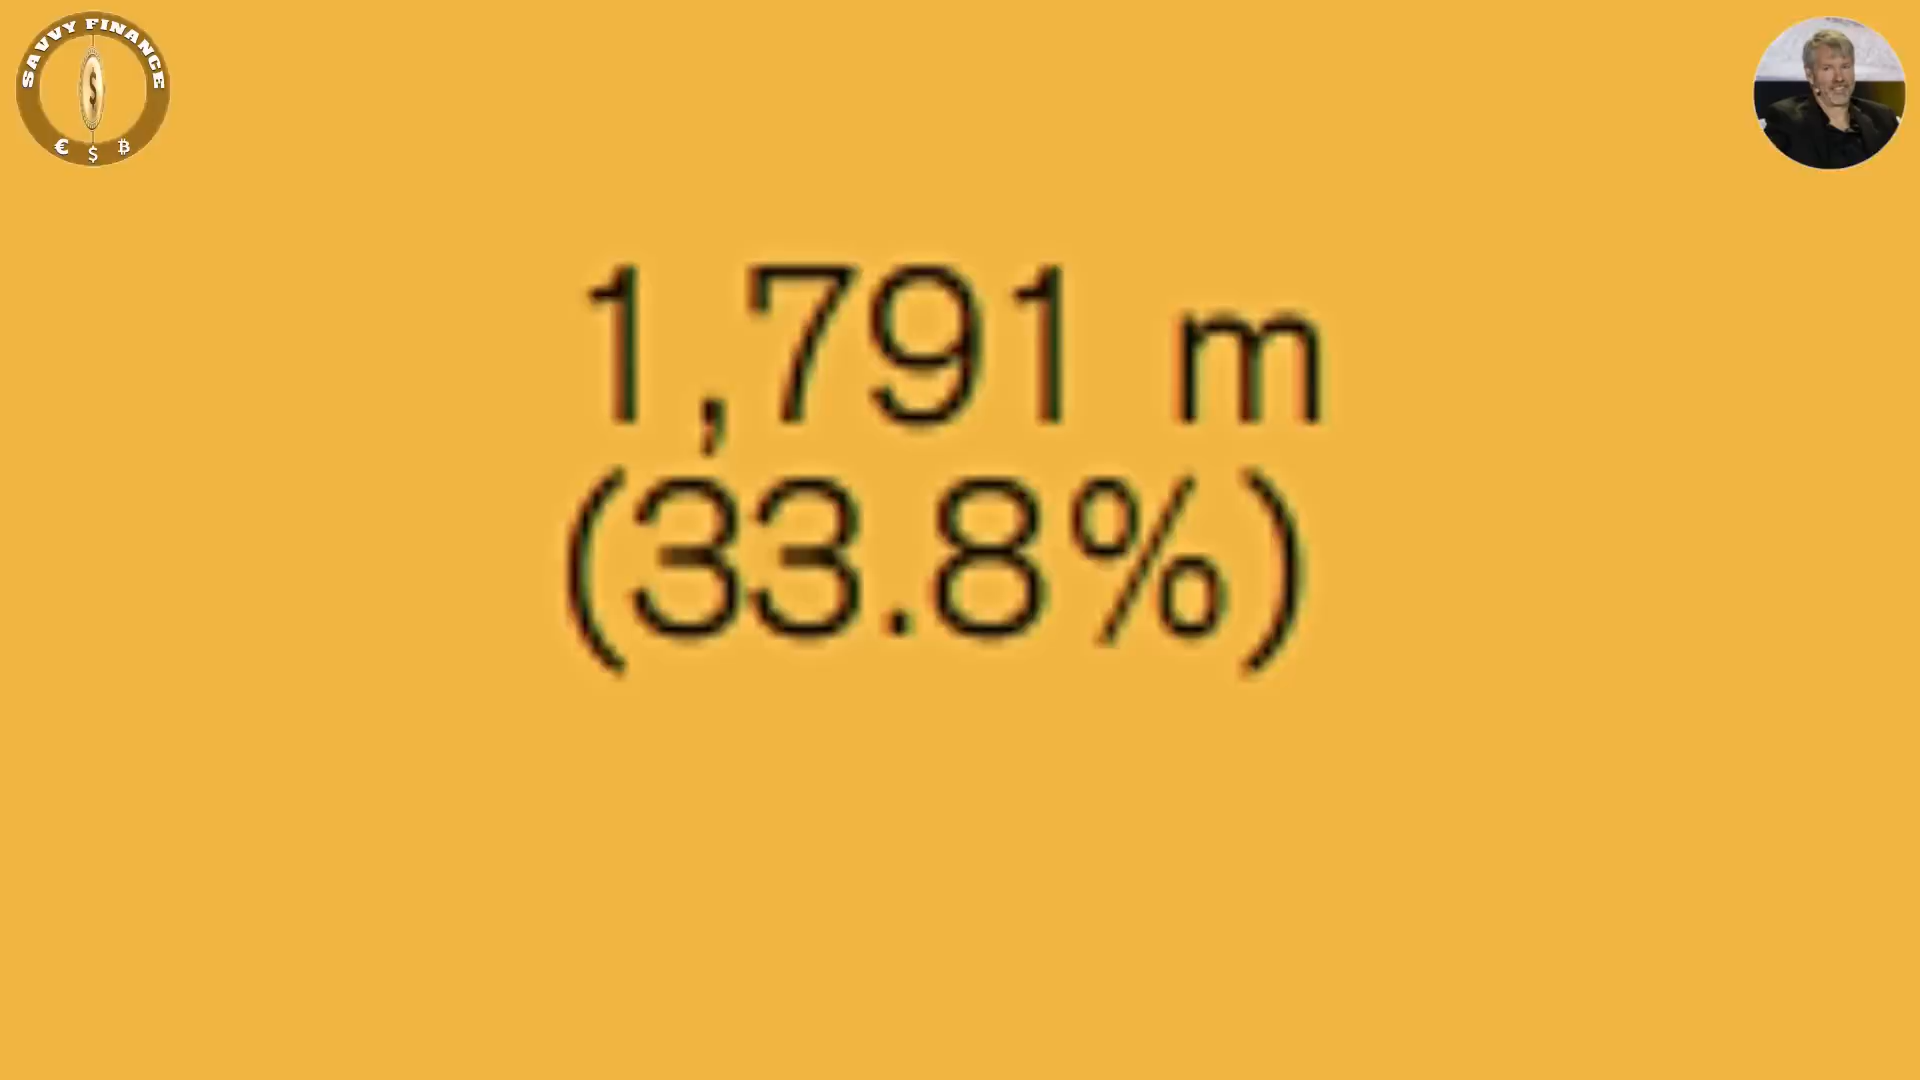 SAVVY FINANCE
$
€ $ ₿
1,791 m
(33.8%)